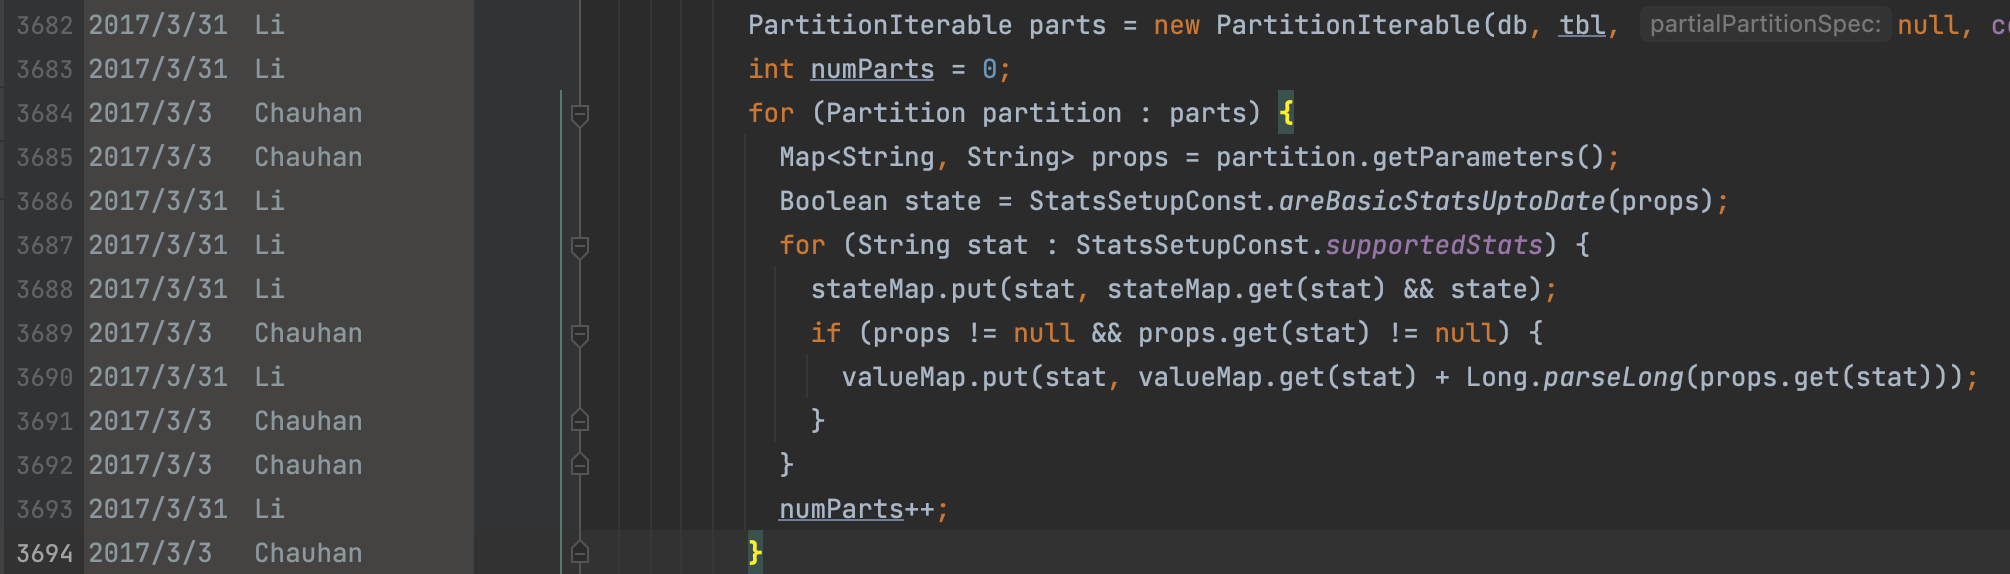 3682 2017/3/31 Li PartitionIterable parts = new PartitionIterable(db, tbl, partialPartitionSpec: null, co
3683 2017/3/31 Li int numParts = 0;
3684 2017/3/3 Chauhan for (Partition partition : parts) {
3685 2017/3/3 Chauhan Map<String, String> props = partition.getParameters();
3686 2017/3/31 Li Boolean state = StatsSetupConst.areBasicStatsUptoDate(props);
3687 2017/3/31 Li for (String stat : StatsSetupConst.supportedStats) {
3688 2017/3/31 Li stateMap.put(stat, stateMap.get(stat) && state);
3689 2017/3/3 Chauhan if (props != null && props.get(stat) != null) {
3690 2017/3/31 Li valueMap.put(stat, valueMap.get(stat) + Long.parseLong(props.get(stat)));
3691 2017/3/3 Chauhan }
3692 2017/3/3 Chauhan }
3693 2017/3/31 Li numParts++;
3694 2017/3/3 Chauhan }